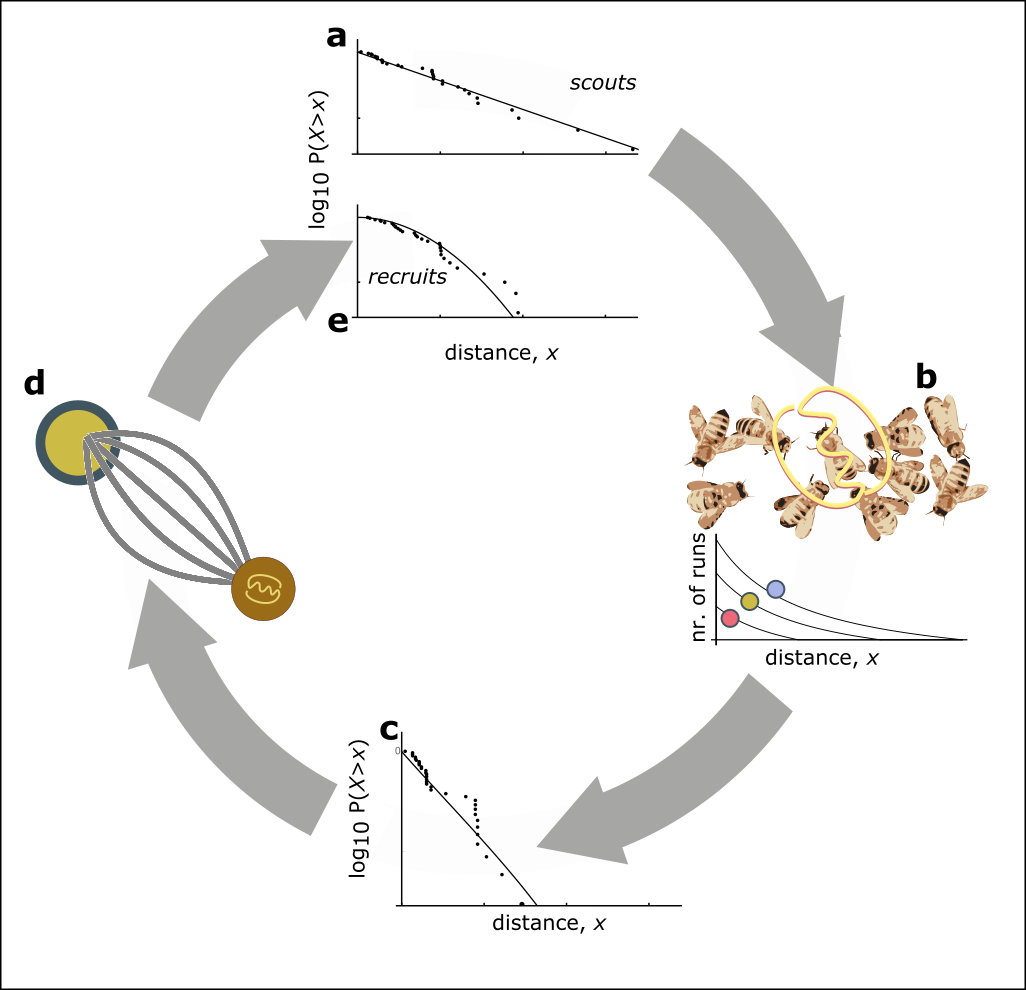 a
scouts
log10 P(X>x)
recruits
e
distance, x
d
b
nr. of runs
distance, x
c
0
log10 P(X>x)
distance, x